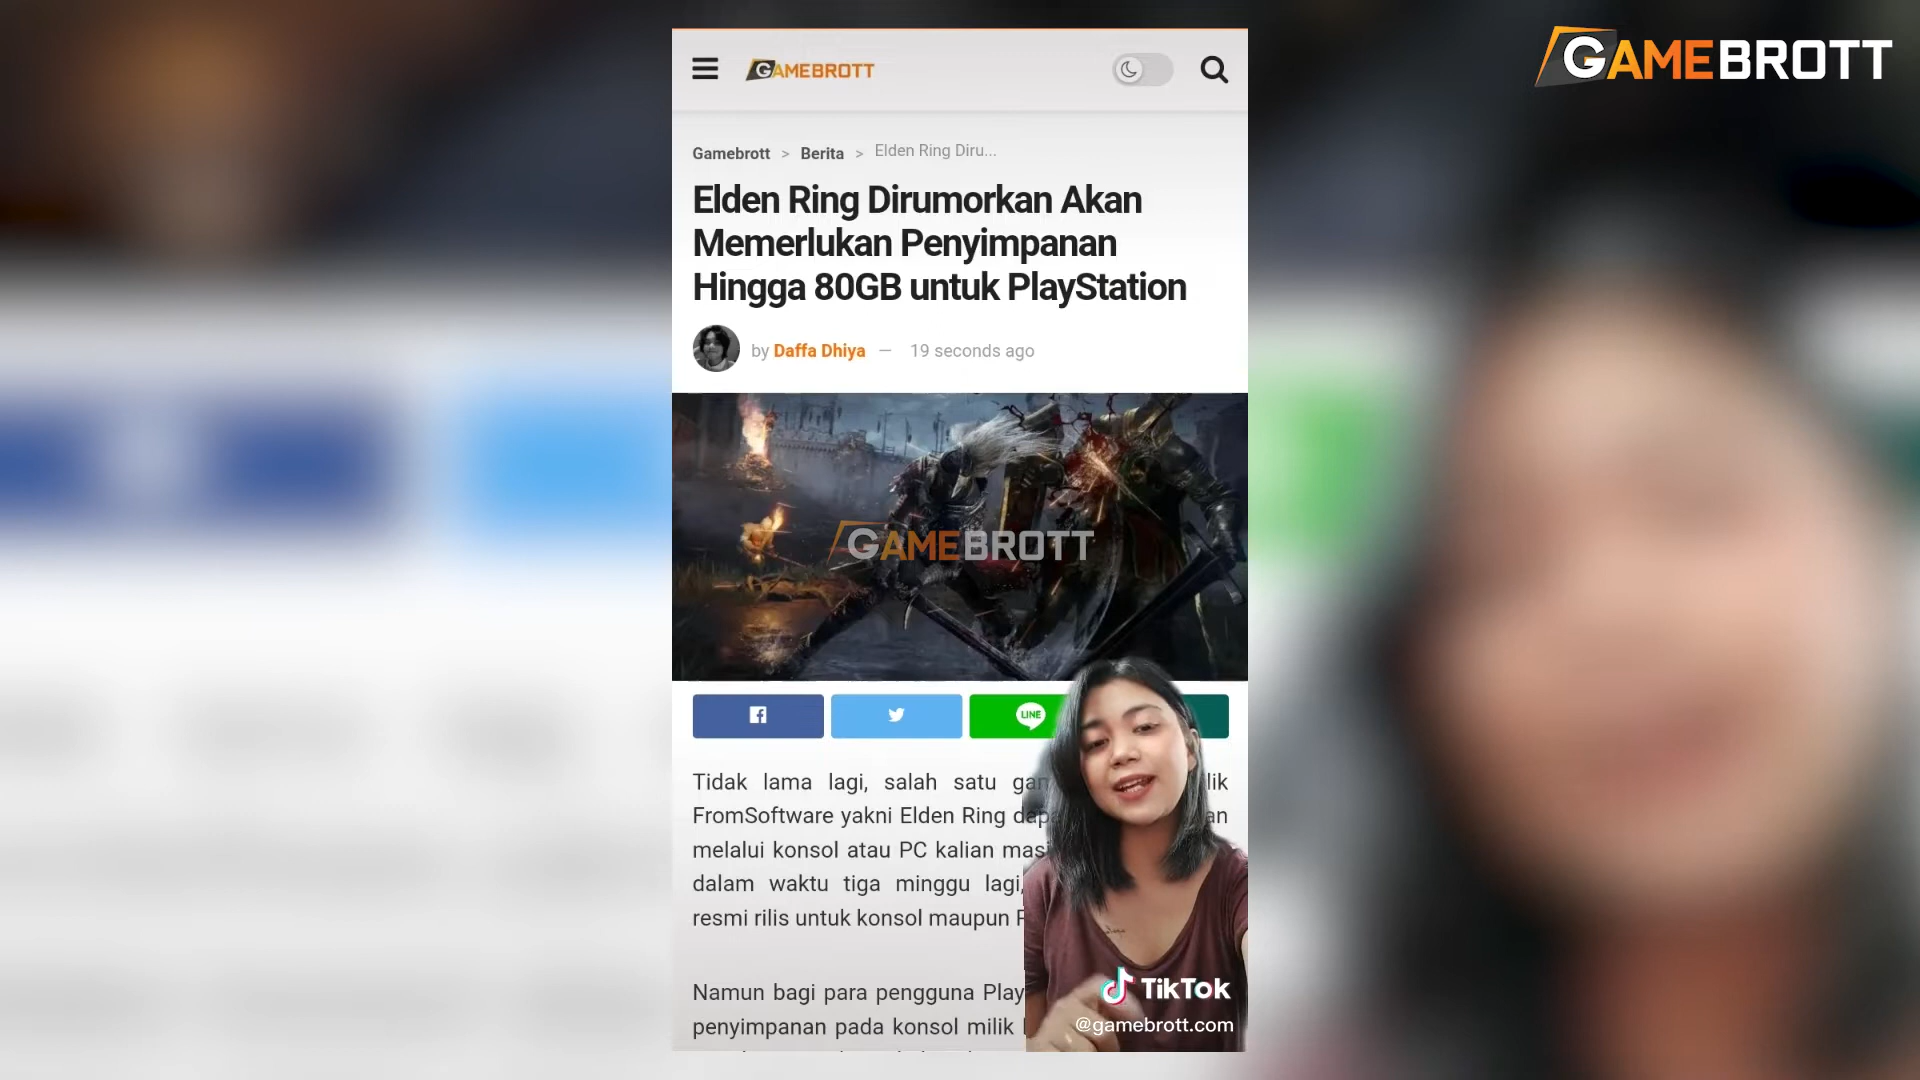 GAMEBROTT
GAMEBROTT
Gamebrott > Berita > Elden Ring Diru...
Elden Ring Dirumorkan Akan
Memerlukan Penyimpanan
Hingga 80GB untuk PlayStation
by Daffa Dhiya — 19 seconds ago
GAMEBROTT
LINE
Tidak lama lagi, salah satu
FromSoftware yakni Elden Ring
melalui konsol atau PC kalian
dalam waktu tiga minggu lagi,
resmi rilis untuk konsol maupun
Namun bagi para pengguna
penyimpanan pada konsol milik
TikTok
@gamebrott.com